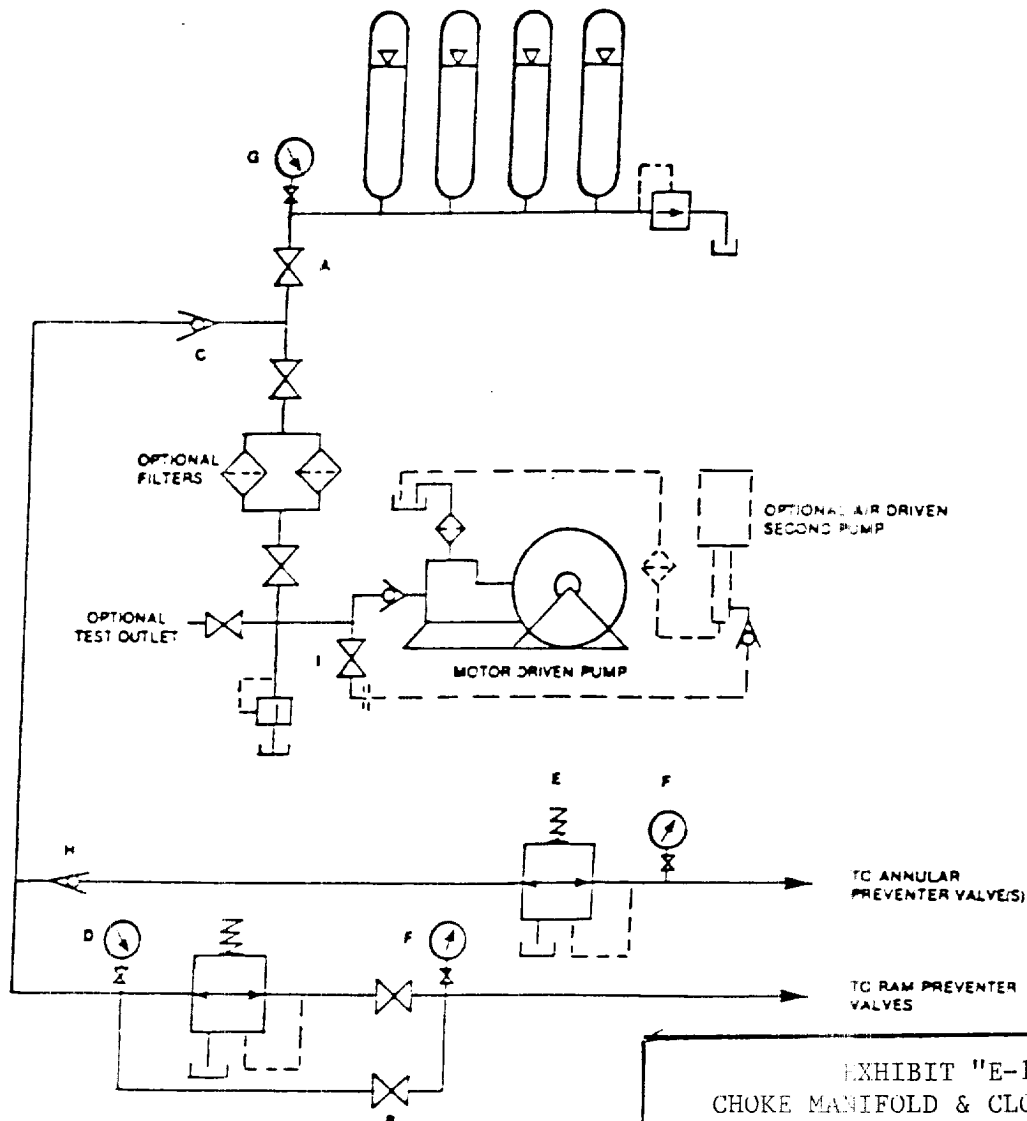 G
A
C
OPTIONAL
FILTERS
OPTIONAL AIR DRIVEN
SECOND PUMP
OPTIONAL
TEST OUTLET
I
MOTOR DRIVEN PUMP
E
F
H
TO ANNULAR
PREVENTER VALVE(S)
D
F
TO RAM PREVENTER
VALVES
EXHIBIT "E-1
CHOKE MANIFOLD & CLO